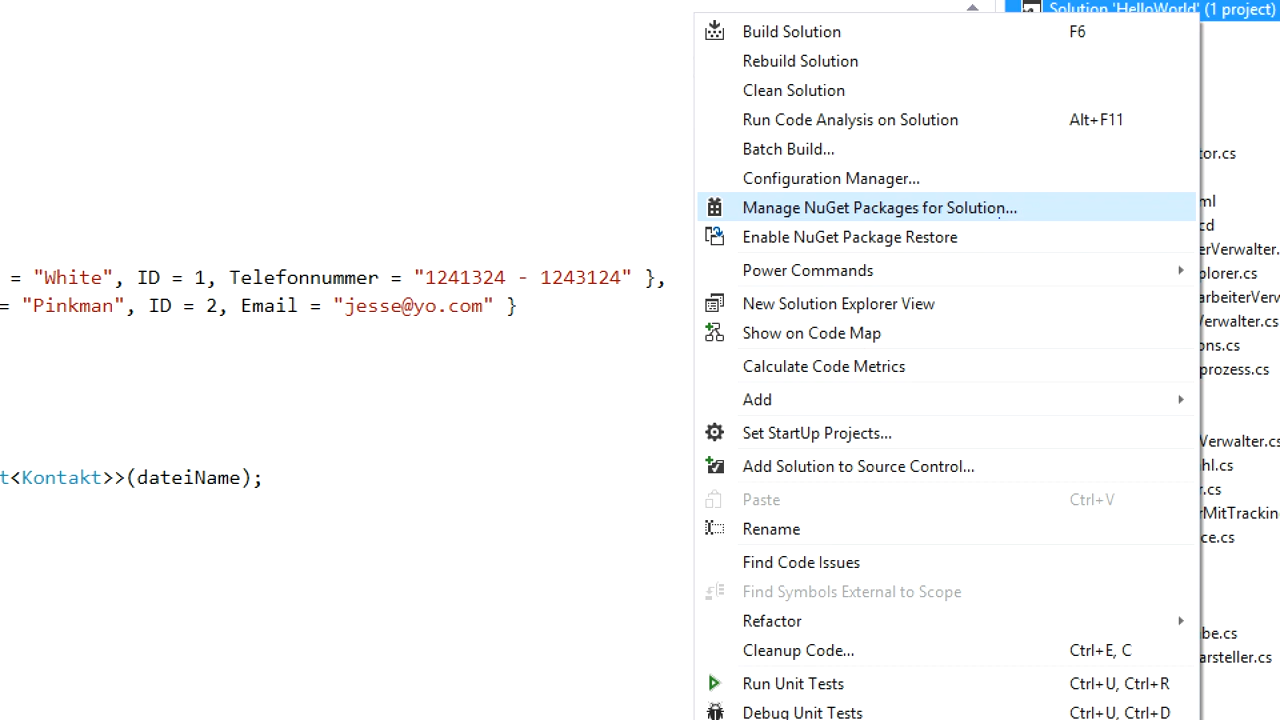 Solution 'HelloWorld' (1 project)
Build Solution F6
Rebuild Solution
Clean Solution
Run Code Analysis on Solution Alt+F11
Batch Build...
Configuration Manager...
Manage NuGet Packages for Solution...
Enable NuGet Package Restore
Power Commands
New Solution Explorer View
Show on Code Map
Calculate Code Metrics
Add
Set StartUp Projects...
Add Solution to Source Control...
Paste Ctrl+V
Rename
Find Code Issues
Find Symbols External to Scope
Refactor
Cleanup Code... Ctrl+E, C
Run Unit Tests Ctrl+U, Ctrl+R
Debug Unit Tests Ctrl+U, Ctrl+D
= "White", ID = 1, Telefonnummer = "1241324 - 1243124" },
= "Pinkman", ID = 2, Email = "jesse@yo.com" }
t<Kontakt>>(dateiName);
tor.cs
ml
cd
erVerwalter.
plorer.cs
arbeiterVerw
Verwalter.cs
ons.cs
prozess.cs
Verwalter.cs
hl.cs
r.cs
rMitTracking
ce.cs
be.cs
arsteller.cs